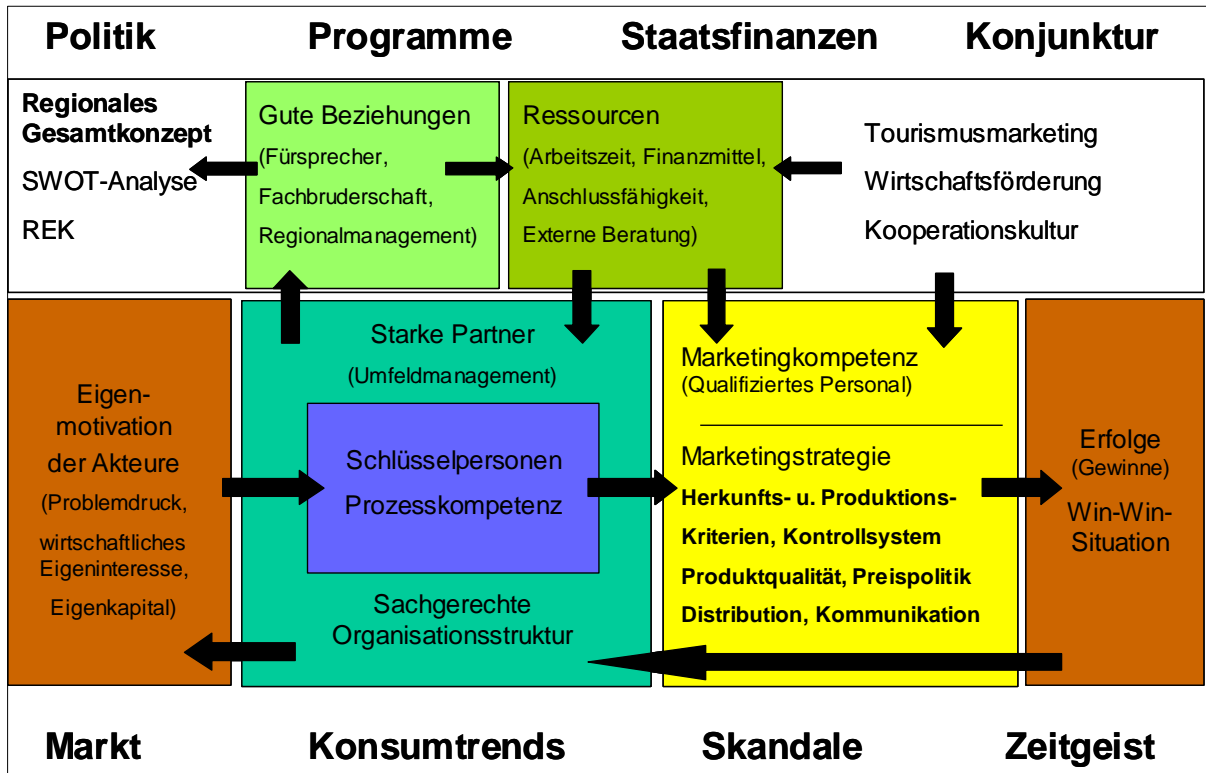 Politik Programme Staatsfinanzen Konjunktur
Regionales
Gesamtkonzept
SWOT-Analyse
REK
Gute Beziehungen
(Fürsprecher,
Fachbruderschaft,
Regionalmanagement)
Ressourcen
(Arbeitszeit, Finanzmittel,
Anschlussfähigkeit,
Externe Beratung)
Tourismusmarketing
Wirtschaftsförderung
Kooperationskultur
Eigen-
motivation
der Akteure
(Problemdruck,
wirtschaftliches
Eigeninteresse,
Eigenkapital)
Starke Partner
(Umfeldmanagement)
Schlüsselpersonen
Prozesskompetenz
Sachgerechte
Organisationsstruktur
Marketingkompetenz
(Qualifiziertes Personal)
Marketingstrategie
Herkunfts- u. Produktions-
Kriterien, Kontrollsystem
Produktqualität, Preispolitik
Distribution, Kommunikation
Erfolge
(Gewinne)
Win-Win-
Situation
Markt Konsumtrends Skandale Zeitgeist